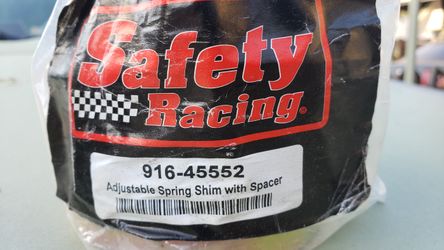 Safety
Racing®
916-45552
Adjustable Spring Shim with Spacer